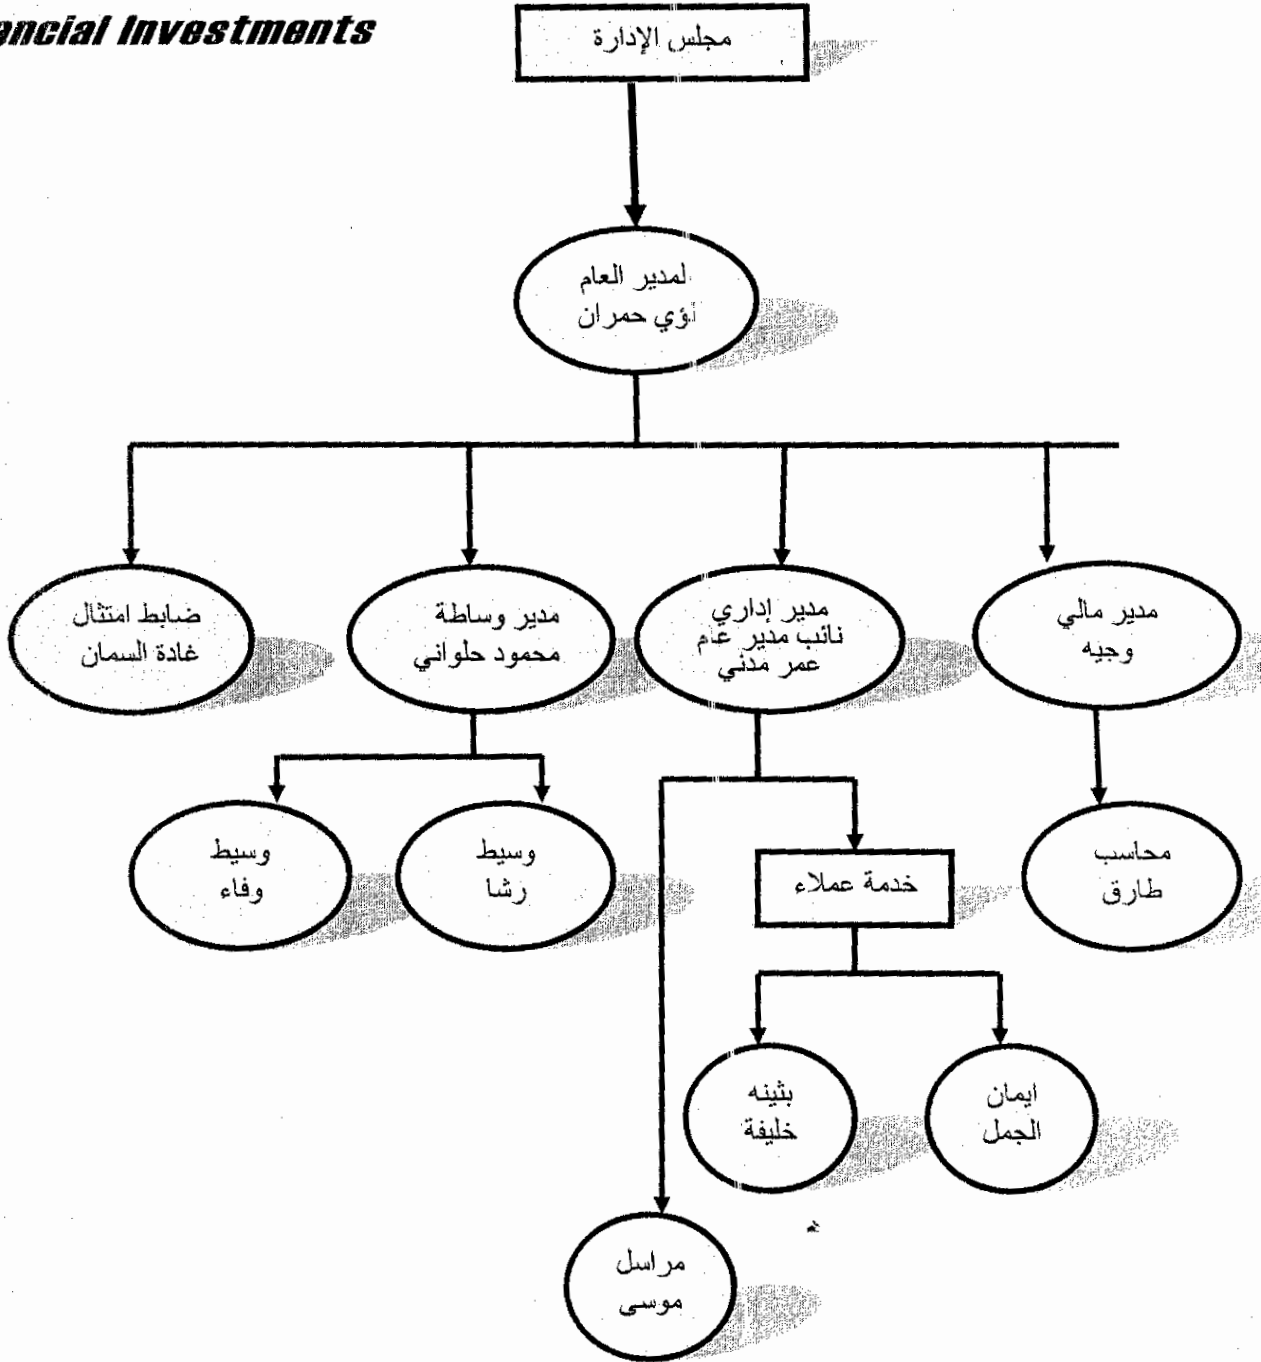 ancial Investments
مجلس الإدارة
لمدير العام
لؤي حمران
مدير مالي
وجيه
مدير إداري
نائب مدير عام
عمر مدني
مدير وساطة
محمود حلواني
ضابط امتثال
غادة السمان
محاسب
طارق
خدمة عملاء
وسيط
رشا
وسيط
وفاء
ايمان
الجمل
بثينه
خليفة
مراسل
موسى